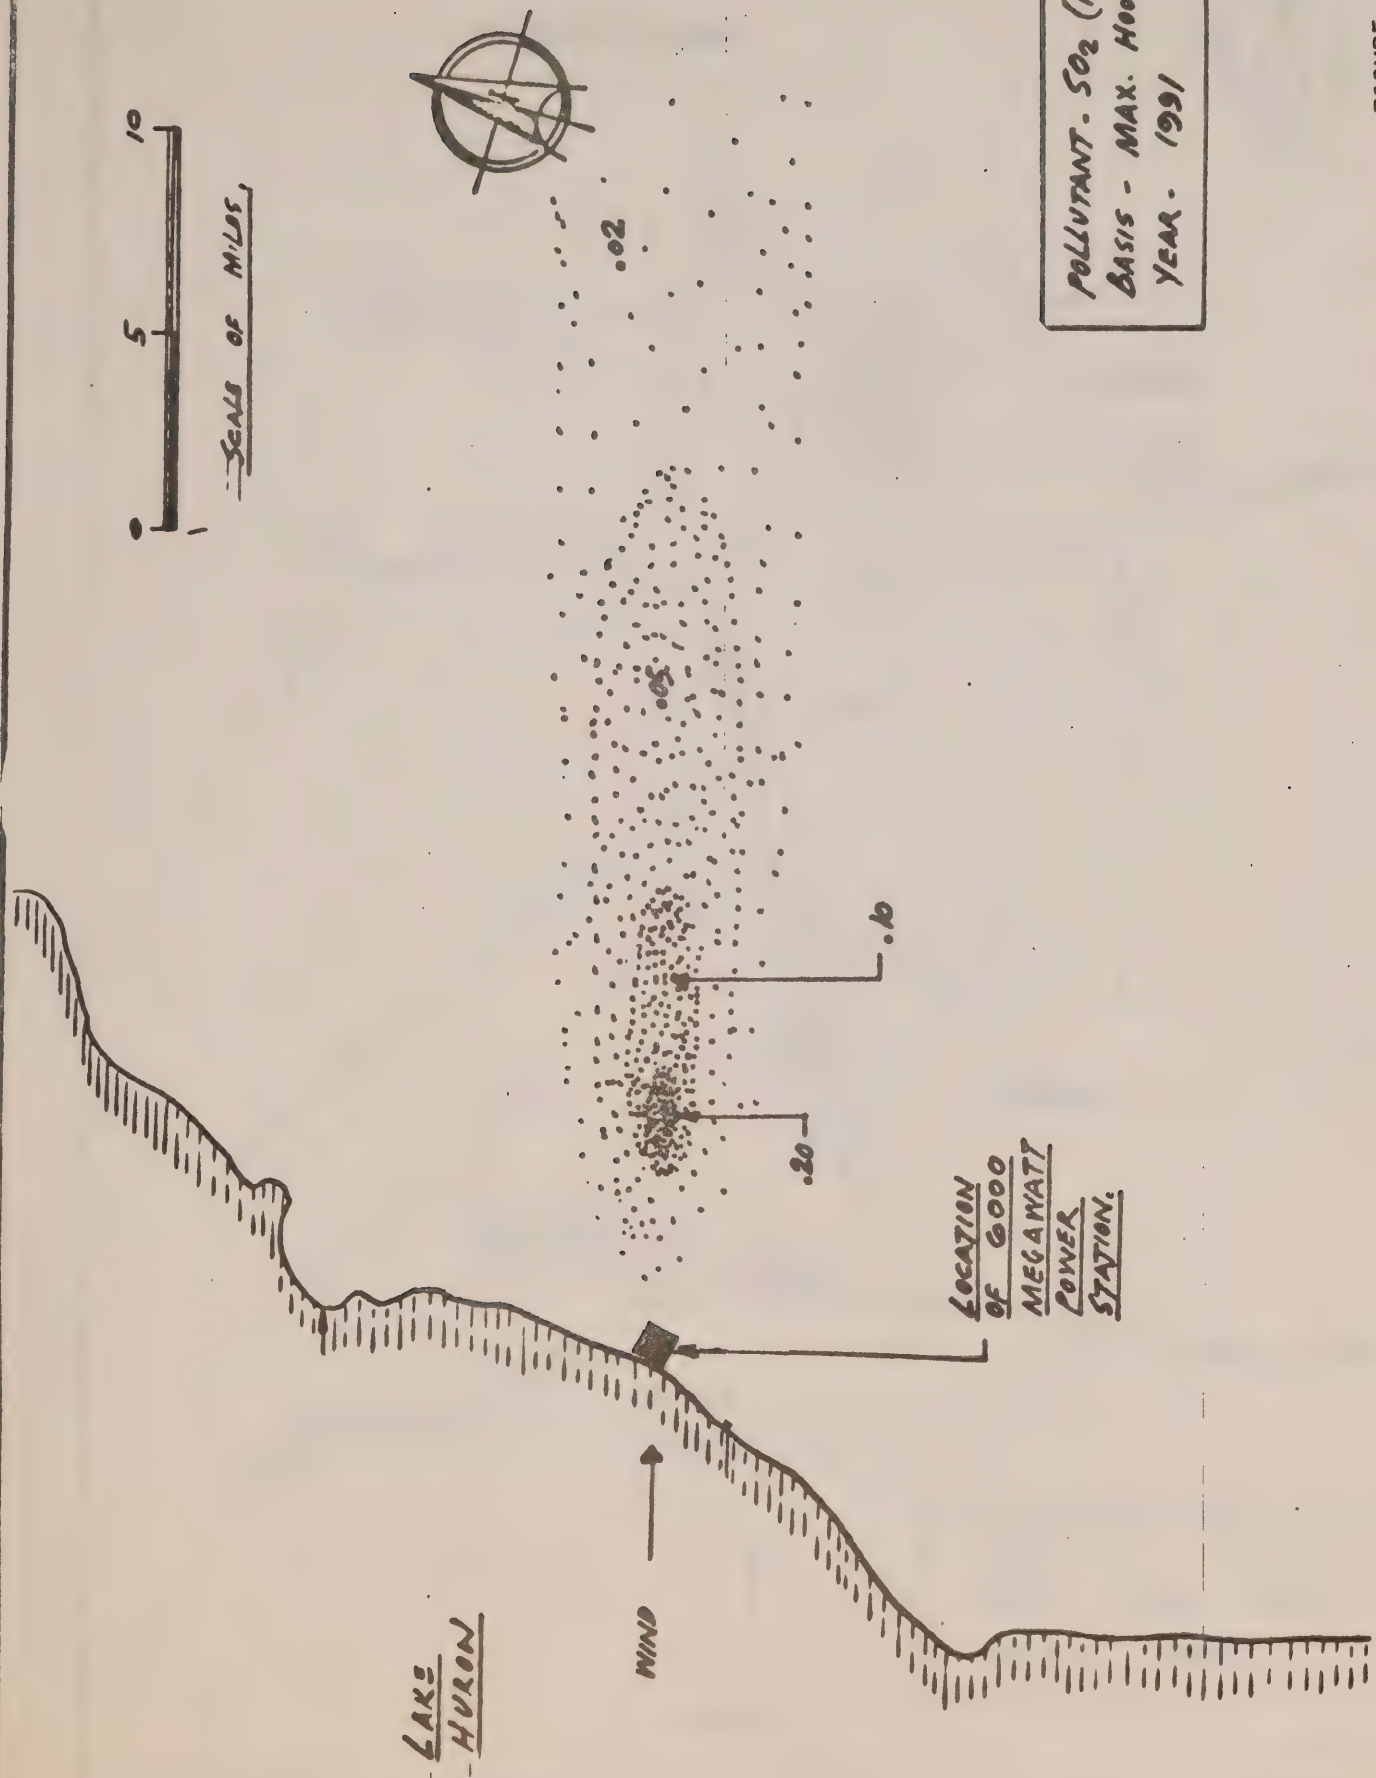 0 5 10
SCALE OF MILES
LAKE
HURON
.02
WIND
.05
.20
.10
LOCATION
OF 6000
MEGAWATT
POWER
STATION.
POLLUTANT - SO2 (
BASIS - MAX. HOU
YEAR - 1991